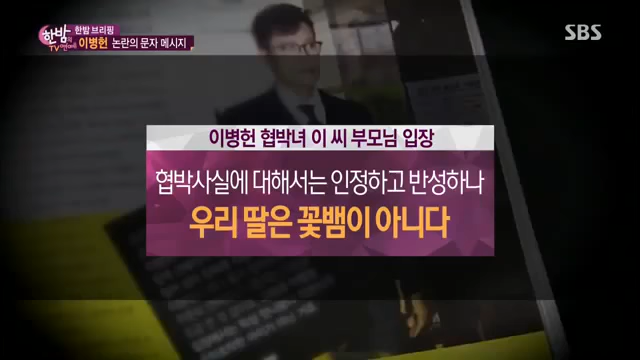 한밤의 TV연예
한밤 브리핑
이병헌 논란의 문자 메시지
SBS
이병헌 협박녀 이 씨 부모님 입장
협박사실에 대해서는 인정하고 반성하나
우리 딸은 꽃뱀이 아니다